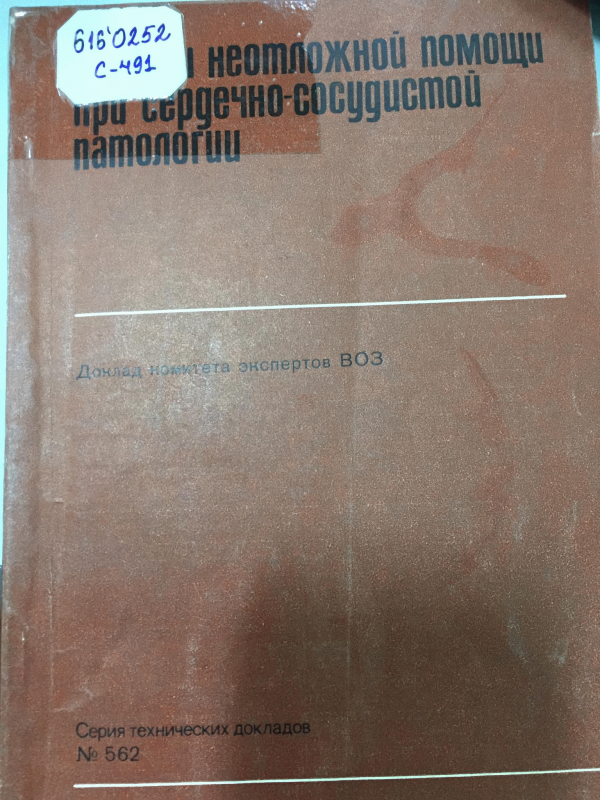 616'0252
С-491
неотложной помощи
при сердечно-сосудистой
патологии
Доклад комитета экспертов ВОЗ
Серия технических докладов
№ 562